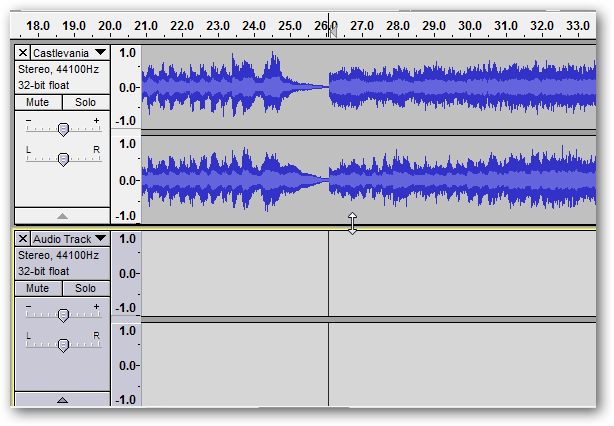 18.0 19.0 20.0 21.0 22.0 23.0 24.0 25.0 26.0 27.0 28.0 29.0 30.0 31.0 32.0 33.0
X Castlevania
Stereo, 44100Hz
32-bit float
Mute Solo
- +
L R
1.0
0.0-
-1.0
1.0
0.0-
-1.0
X Audio Track
Stereo, 44100Hz
32-bit float
Mute Solo
- +
L R
1.0
0.0-
-1.0
1.0
0.0-
-1.0